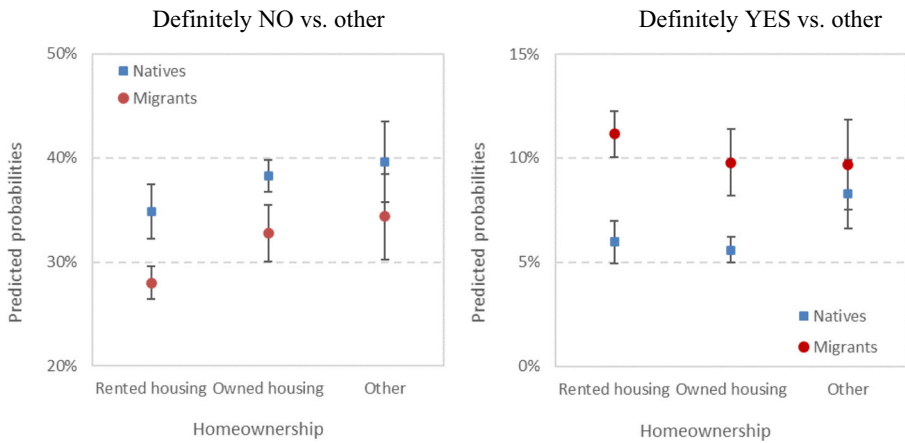 Definitely NO vs. other
50%
40%
30%
20%
Predicted probabilities
Natives
Migrants
Rented housing Owned housing Other
Homeownership
Definitely YES vs. other
15%
10%
5%
0%
Predicted probabilities
Natives
Migrants
Rented housing Owned housing Other
Homeownership